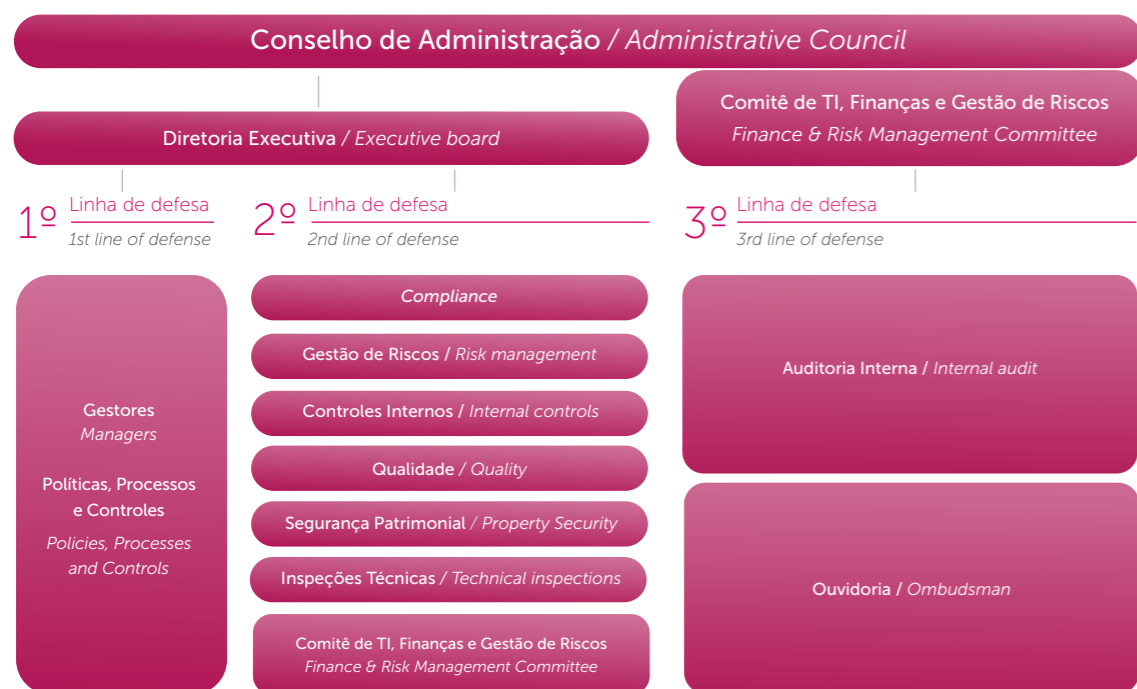 Conselho de Administração / Administrative Council
Comitê de TI, Finanças e Gestão de Riscos
Finance & Risk Management Committee
Diretoria Executiva / Executive board
1º Linha de defesa
1st line of defense
2º Linha de defesa
2nd line of defense
3º Linha de defesa
3rd line of defense
Gestores
Managers
Políticas, Processos
e Controles
Policies, Processes
and Controls
Compliance
Gestão de Riscos / Risk management
Controles Internos / Internal controls
Qualidade / Quality
Segurança Patrimonial / Property Security
Inspeções Técnicas / Technical inspections
Comitê de TI, Finanças e Gestão de Riscos
Finance & Risk Management Committee
Auditoria Interna / Internal audit
Ouvidoria / Ombudsman